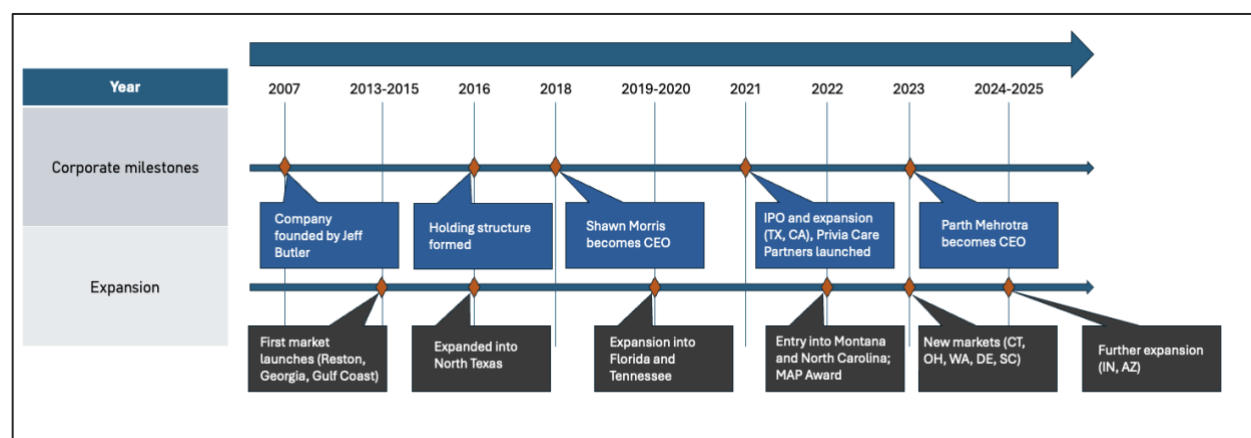 Year
2007
2013-2015
2016
2018
2019-2020
2021
2022
2023
2024-2025
Corporate milestones
Company
founded by Jeff
Butler
Holding structure
formed
Shawn Morris
becomes CEO
IPO and expansion
(TX, CA), Privia Care
Partners launched
Parth Mehrotra
becomes CEO
Expansion
First market
launches (Reston,
Georgia, Gulf Coast)
Expanded into
North Texas
Expansion into
Florida and
Tennessee
Entry into Montana
and North Carolina;
MAP Award
New markets (CT,
OH, WA, DE, SC)
Further expansion
(IN, AZ)